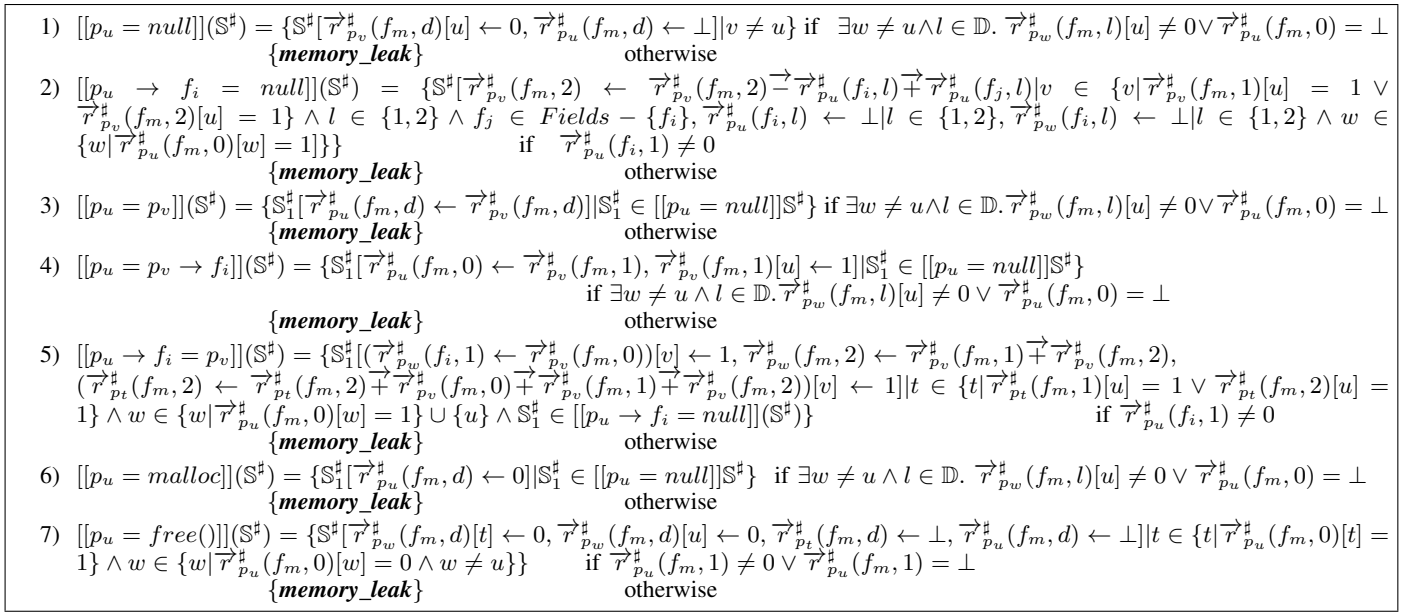 1) [[p_u = null]](𝕊^♯) = {𝕊^♯[r⃗^♯_{p_v}(f_m, d)[u] ← 0, r⃗^♯_{p_u}(f_m, d) ← ⊥]|v ≠ u} if ∃w ≠ u∧l ∈ 𝔻. r⃗^♯_{p_w}(f_m, l)[u] ≠ 0∨r⃗^♯_{p_u}(f_m, 0) = ⊥
{memory_leak} otherwise
2) [[p_u → f_i = null]](𝕊^♯) = {𝕊^♯[r⃗^♯_{p_v}(f_m, 2) ← r⃗^♯_{p_v}(f_m, 2)−⃗r⃗^♯_{p_u}(f_i, l)+⃗r⃗^♯_{p_u}(f_j, l)|v ∈ {v|r⃗^♯_{p_v}(f_m, 1)[u] = 1 ∨
r⃗^♯_{p_v}(f_m, 2)[u] = 1} ∧ l ∈ {1, 2} ∧ f_j ∈ Fields − {f_i}, r⃗^♯_{p_u}(f_i, l) ← ⊥|l ∈ {1, 2}, r⃗^♯_{p_w}(f_i, l) ← ⊥|l ∈ {1, 2} ∧ w ∈
{w|r⃗^♯_{p_u}(f_m, 0)[w] = 1]}} if r⃗^♯_{p_u}(f_i, 1) ≠ 0
{memory_leak} otherwise
3) [[p_u = p_v]](𝕊^♯) = {𝕊^♯_1[r⃗^♯_{p_u}(f_m, d) ← r⃗^♯_{p_v}(f_m, d)]|𝕊^♯_1 ∈ [[p_u = null]]𝕊^♯} if ∃w ≠ u∧l ∈ 𝔻. r⃗^♯_{p_w}(f_m, l)[u] ≠ 0∨r⃗^♯_{p_u}(f_m, 0) = ⊥
{memory_leak} otherwise
4) [[p_u = p_v → f_i]](𝕊^♯) = {𝕊^♯_1[r⃗^♯_{p_u}(f_m, 0) ← r⃗^♯_{p_v}(f_m, 1), r⃗^♯_{p_v}(f_m, 1)[u] ← 1]|𝕊^♯_1 ∈ [[p_u = null]]𝕊^♯}
if ∃w ≠ u ∧ l ∈ 𝔻. r⃗^♯_{p_w}(f_m, l)[u] ≠ 0 ∨ r⃗^♯_{p_u}(f_m, 0) = ⊥
{memory_leak} otherwise
5) [[p_u → f_i = p_v]](𝕊^♯) = {𝕊^♯_1[(r⃗^♯_{p_w}(f_i, 1) ← r⃗^♯_{p_v}(f_m, 0))[v] ← 1, r⃗^♯_{p_w}(f_m, 2) ← r⃗^♯_{p_v}(f_m, 1)+⃗r⃗^♯_{p_v}(f_m, 2),
(r⃗^♯_{p_t}(f_m, 2) ← r⃗^♯_{p_t}(f_m, 2)+⃗r⃗^♯_{p_v}(f_m, 0)+⃗r⃗^♯_{p_v}(f_m, 1)+⃗r⃗^♯_{p_v}(f_m, 2))[v] ← 1]|t ∈ {t|r⃗^♯_{p_t}(f_m, 1)[u] = 1 ∨ r⃗^♯_{p_t}(f_m, 2)[u] =
1} ∧ w ∈ {w|r⃗^♯_{p_u}(f_m, 0)[w] = 1} ∪ {u} ∧ 𝕊^♯_1 ∈ [[p_u → f_i = null]](𝕊^♯)} if r⃗^♯_{p_u}(f_i, 1) ≠ 0
{memory_leak} otherwise
6) [[p_u = malloc]](𝕊^♯) = {𝕊^♯_1[r⃗^♯_{p_u}(f_m, d) ← 0]|𝕊^♯_1 ∈ [[p_u = null]]𝕊^♯} if ∃w ≠ u ∧ l ∈ 𝔻. r⃗^♯_{p_w}(f_m, l)[u] ≠ 0 ∨ r⃗^♯_{p_u}(f_m, 0) = ⊥
{memory_leak} otherwise
7) [[p_u = free()]](𝕊^♯) = {𝕊^♯[r⃗^♯_{p_w}(f_m, d)[t] ← 0, r⃗^♯_{p_w}(f_m, d)[u] ← 0, r⃗^♯_{p_t}(f_m, d) ← ⊥, r⃗^♯_{p_u}(f_m, d) ← ⊥]|t ∈ {t|r⃗^♯_{p_u}(f_m, 0)[t] =
1} ∧ w ∈ {w|r⃗^♯_{p_u}(f_m, 0)[w] = 0 ∧ w ≠ u}} if r⃗^♯_{p_u}(f_m, 1) ≠ 0 ∨ r⃗^♯_{p_u}(f_m, 1) = ⊥
{memory_leak} otherwise